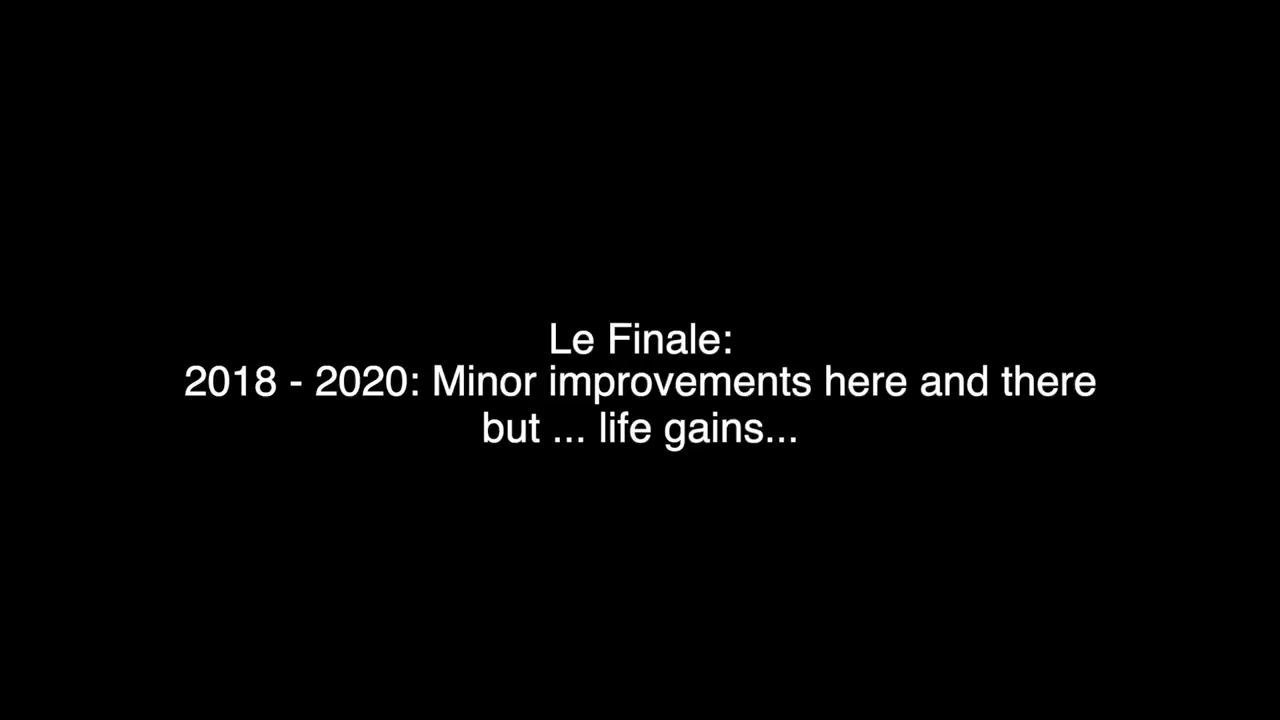 Le Finale:
2018 - 2020: Minor improvements here and there
but ... life gains...